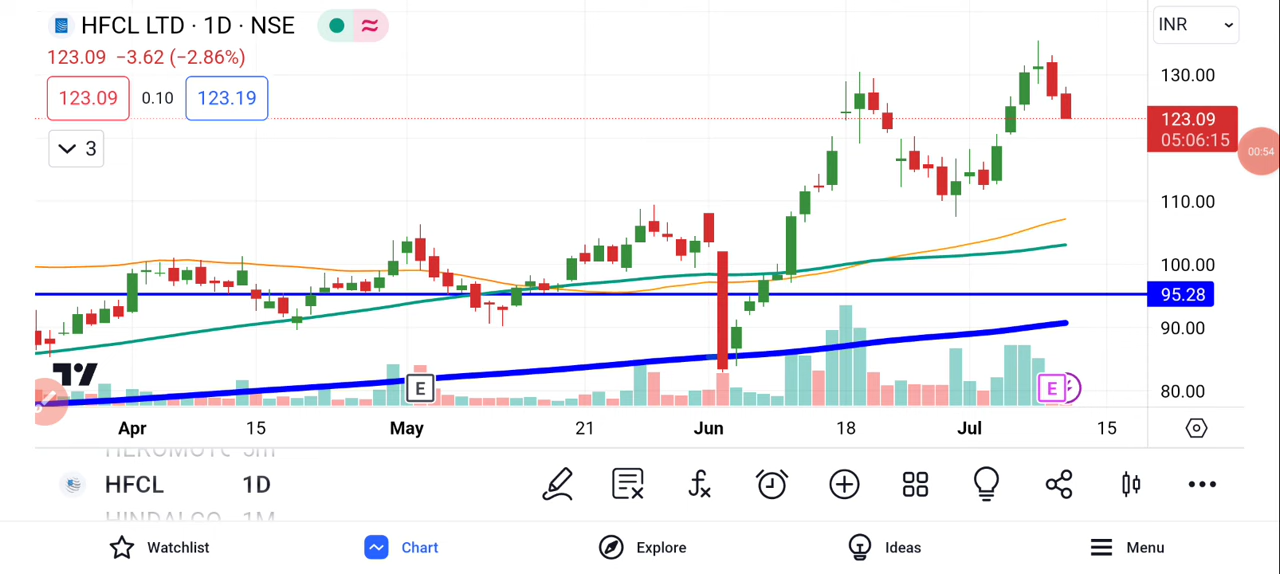 HFCL LTD · 1D · NSE
INR
123.09 −3.62 (−2.86%)
123.09 0.10 123.19
3
130.00
123.09
05:06:15
00:54
110.00
100.00
95.28
90.00
80.00
E
E
Apr 15 May 21 Jun 18 Jul 15
HFCL 1D
HINDALCO 1M
Watchlist Chart Explore Ideas Menu